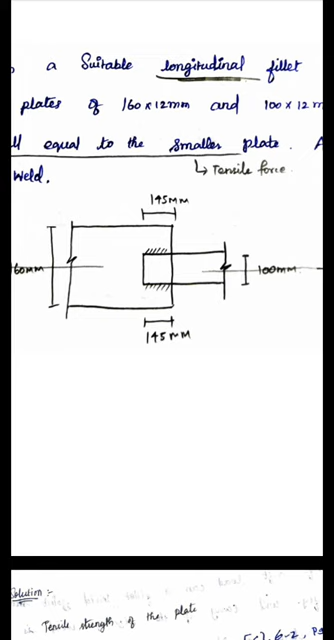 a Suitable longitudinal fillet
plates of 160 x 12mm and 100 x 12 m
equal to the smaller plate. A
weld. ↳ Tensile force.
145mm
60mm
100mm
145mm
Solution :-
Tensile strength of the plate